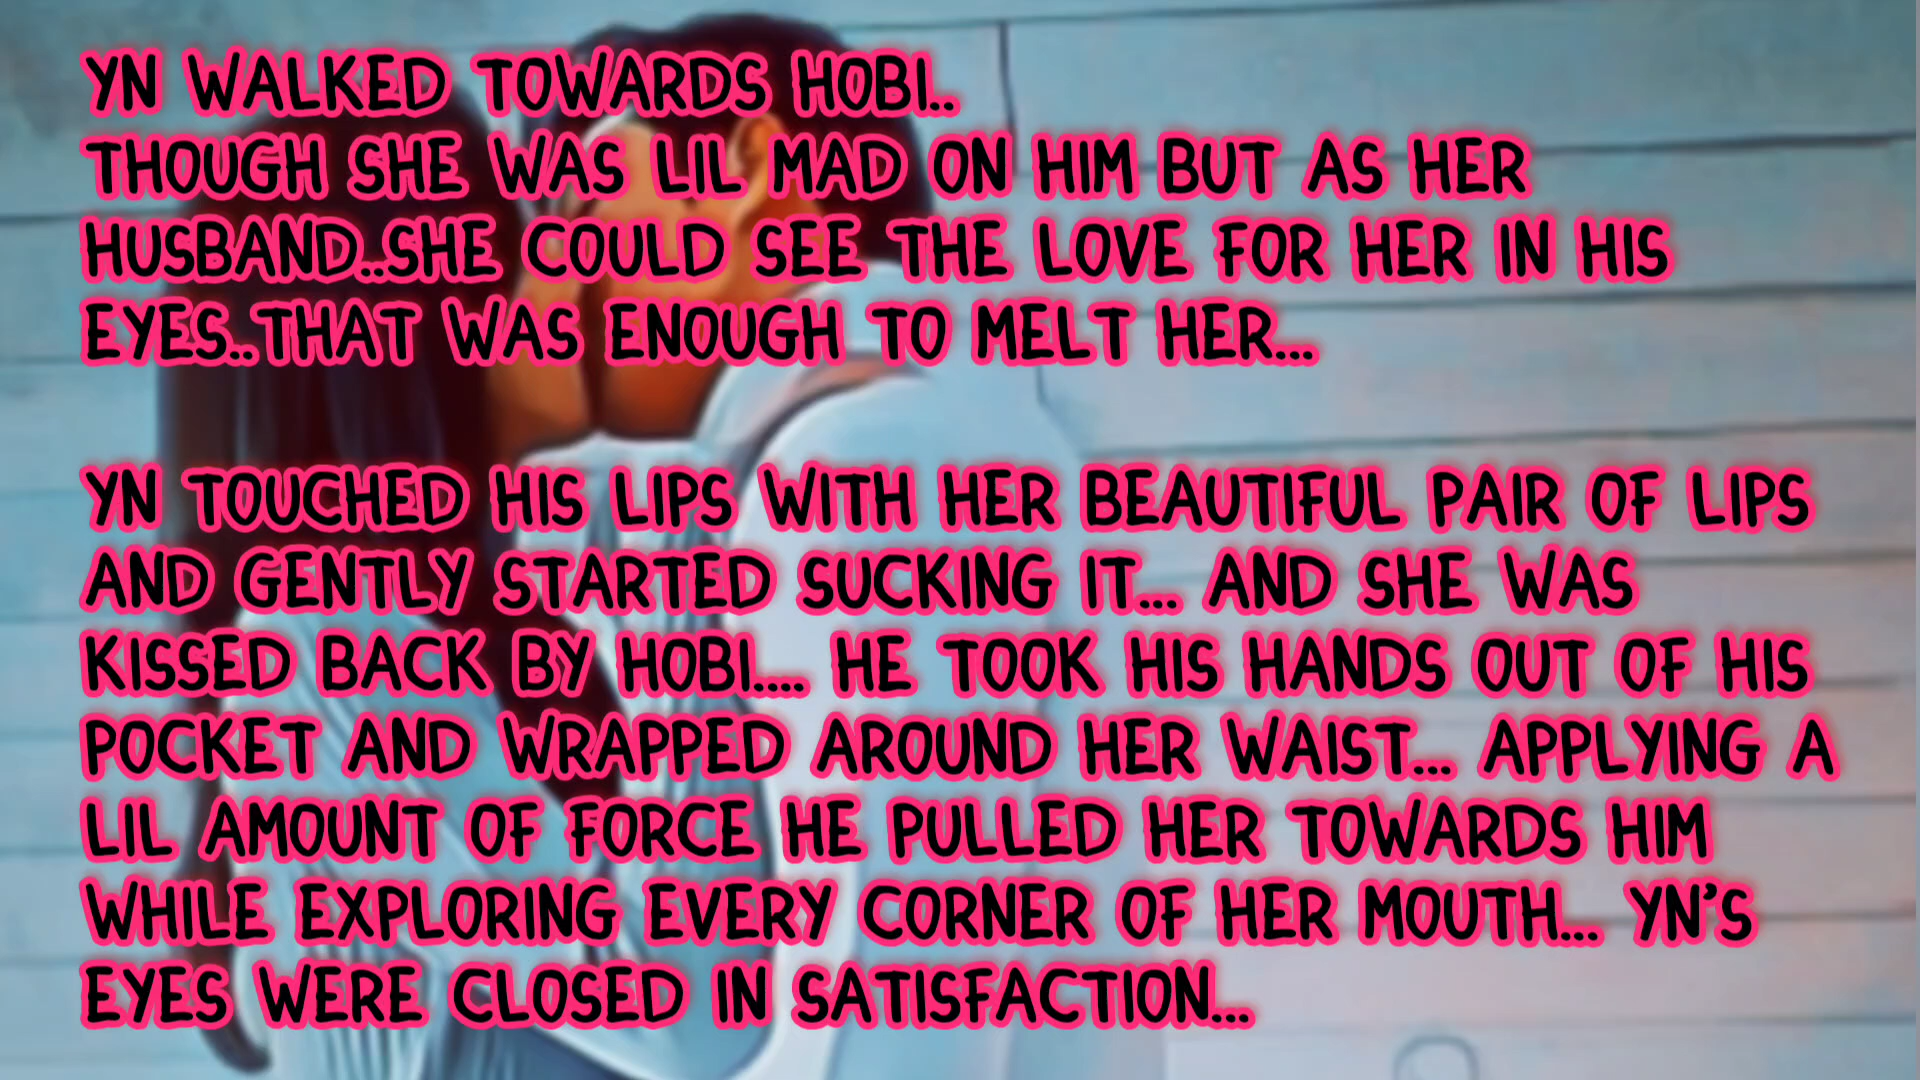 YN WALKED TOWARDS HOBI..
THOUGH SHE WAS LIL MAD ON HIM BUT AS HER
HUSBAND..SHE COULD SEE THE LOVE FOR HER IN HIS
EYES..THAT WAS ENOUGH TO MELT HER...
YN TOUCHED HIS LIPS WITH HER BEAUTIFUL PAIR OF LIPS
AND GENTLY STARTED SUCKING IT... AND SHE WAS
KISSED BACK BY HOBI.... HE TOOK HIS HANDS OUT OF HIS
POCKET AND WRAPPED AROUND HER WAIST... APPLYING A
LIL AMOUNT OF FORCE HE PULLED HER TOWARDS HIM
WHILE EXPLORING EVERY CORNER OF HER MOUTH... YN'S
EYES WERE CLOSED IN SATISFACTION...